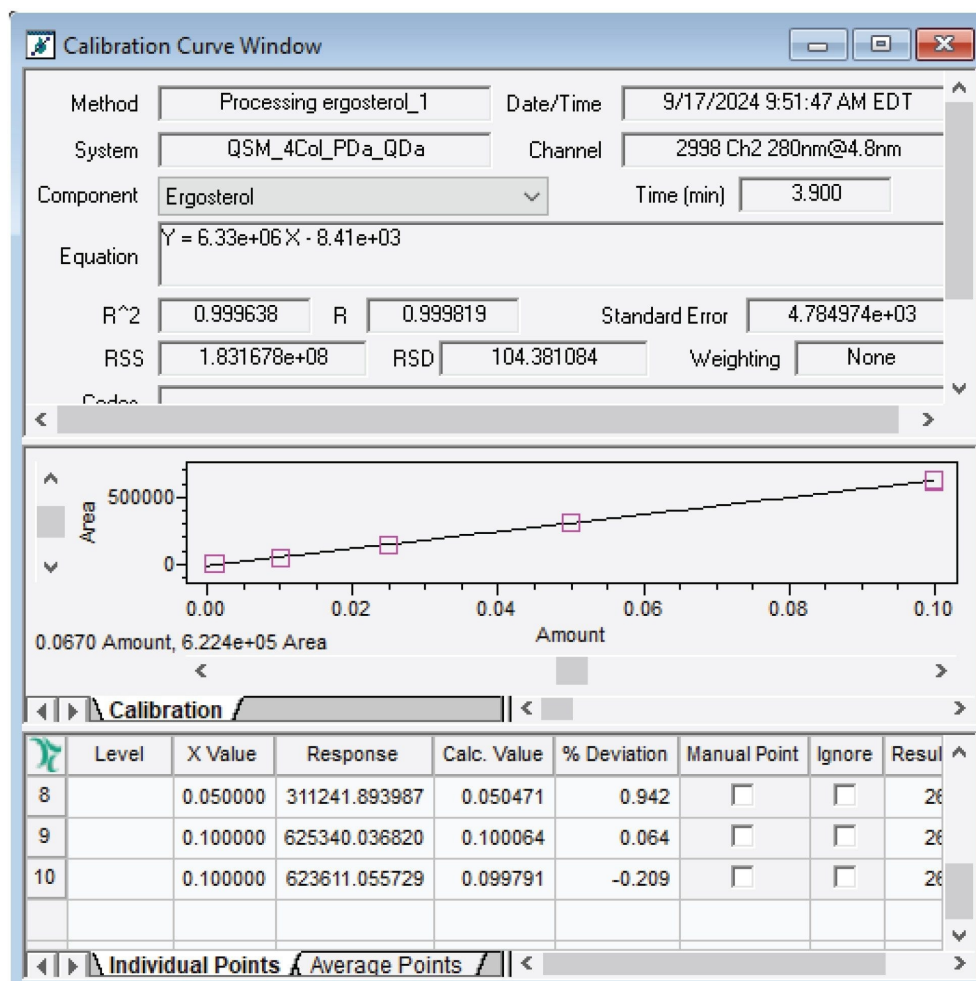 Calibration Curve Window
Method Processing ergosterol_1 Date/Time 9/17/2024 9:51:47 AM EDT
System QSM_4Col_PDa_QDa Channel 2998 Ch2 280nm@4.8nm
Component Ergosterol Time (min) 3.900
Equation Y = 6.33e+06 X - 8.41e+03
R^2 0.999638 R 0.999819 Standard Error 4.784974e+03
RSS 1.831678e+08 RSD 104.381084 Weighting None
Area
500000
0
0.00 0.02 0.04 0.06 0.08 0.10
Amount
0.0670 Amount, 6.224e+05 Area
Calibration
Level X Value Response Calc. Value % Deviation Manual Point Ignore Resul
8 0.050000 311241.893987 0.050471 0.942 26
9 0.100000 625340.036820 0.100064 0.064 26
10 0.100000 623611.055729 0.099791 -0.209 26
Individual Points Average Points